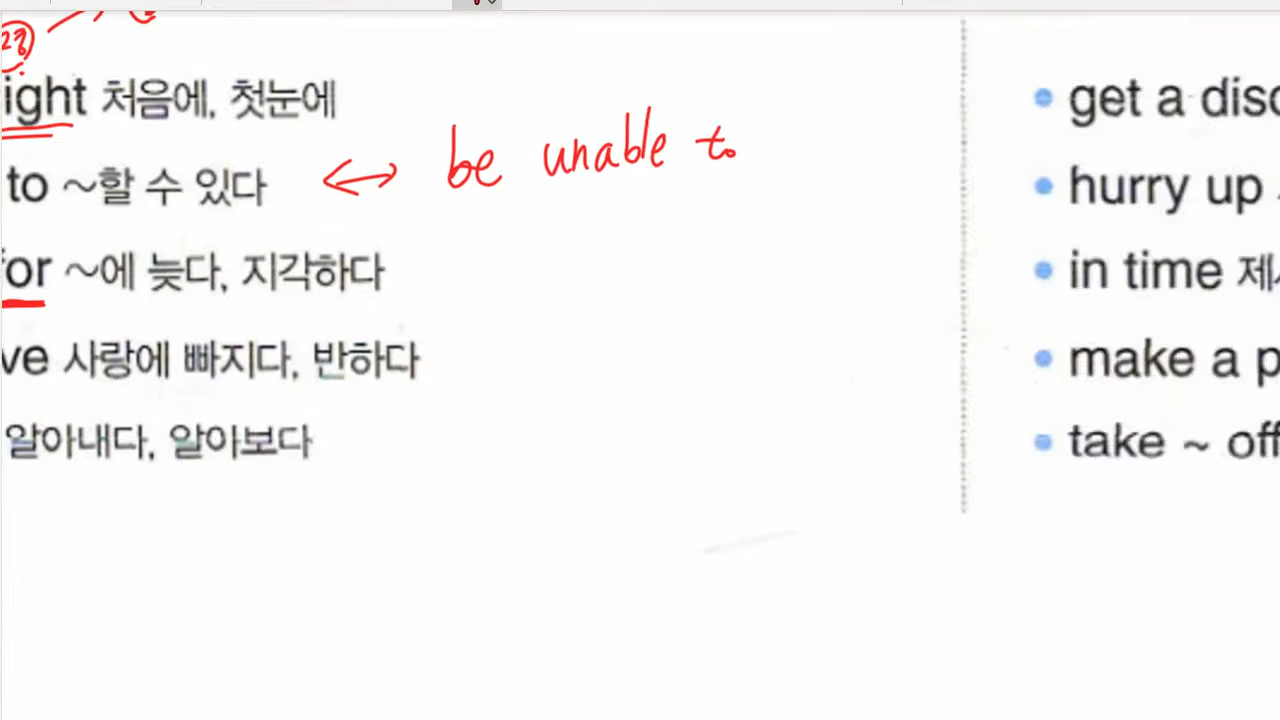 ight 처음에, 첫눈에
to ~할 수 있다 ↔ be unable to
for ~에 늦다, 지각하다
ve 사랑에 빠지다, 반하다
알아내다, 알아보다
• get a disc
• hurry up
• in time 제시
• make a p
• take ~ off